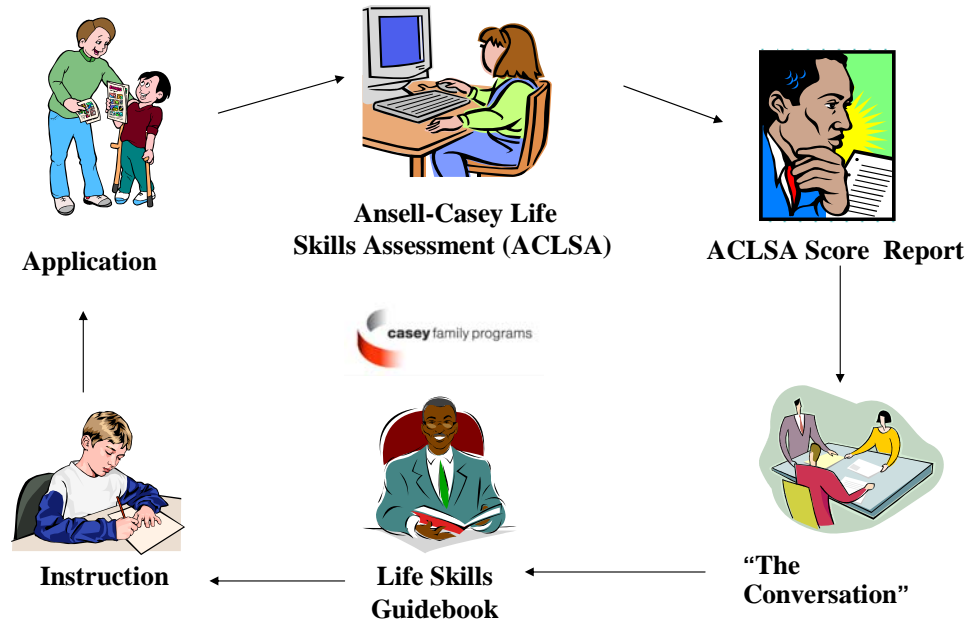 Ansell-Casey Life
Skills Assessment (ACLSA)
ACLSA Score Report
Application
casey family programs
Instruction
Life Skills
Guidebook
“The
Conversation”